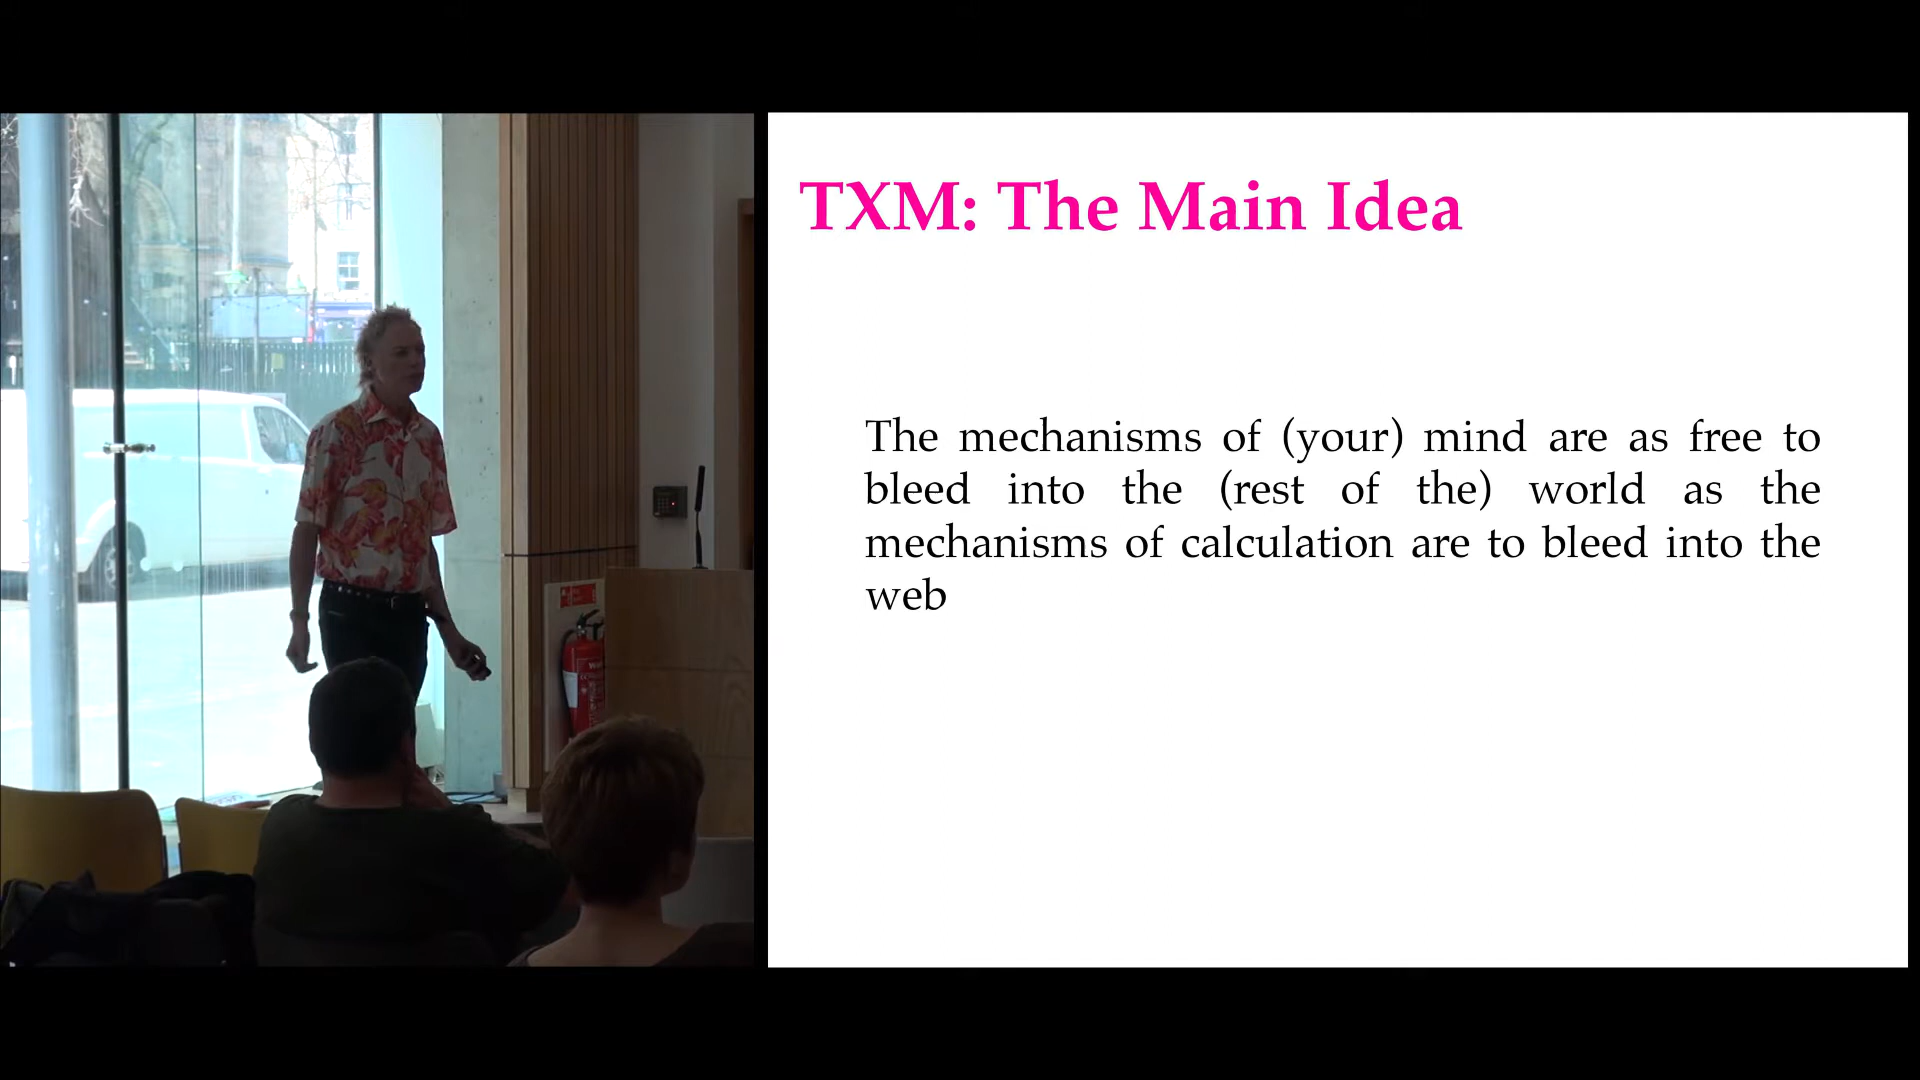 TXM: The Main Idea
The mechanisms of (your) mind are as free to
bleed into the (rest of the) world as the
mechanisms of calculation are to bleed into the
web